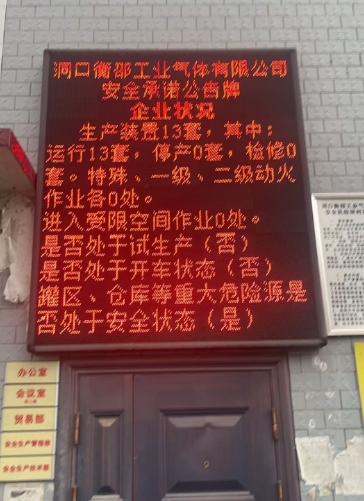 洞口衡邵工业气体有限公司
安全承诺公告牌
企业状况
生产装置13套，其中：
运行13套，停产0套，检修0
套。特殊、一级、二级动火
作业各0处。
进入受限空间作业0处。
是否处于试生产（否）
是否处于开车状态（否）
罐区、仓库等重大危险源是
否处于安全状态（是）
办公室
会议室
贸易部
安全生产管理部
安全生产技术部